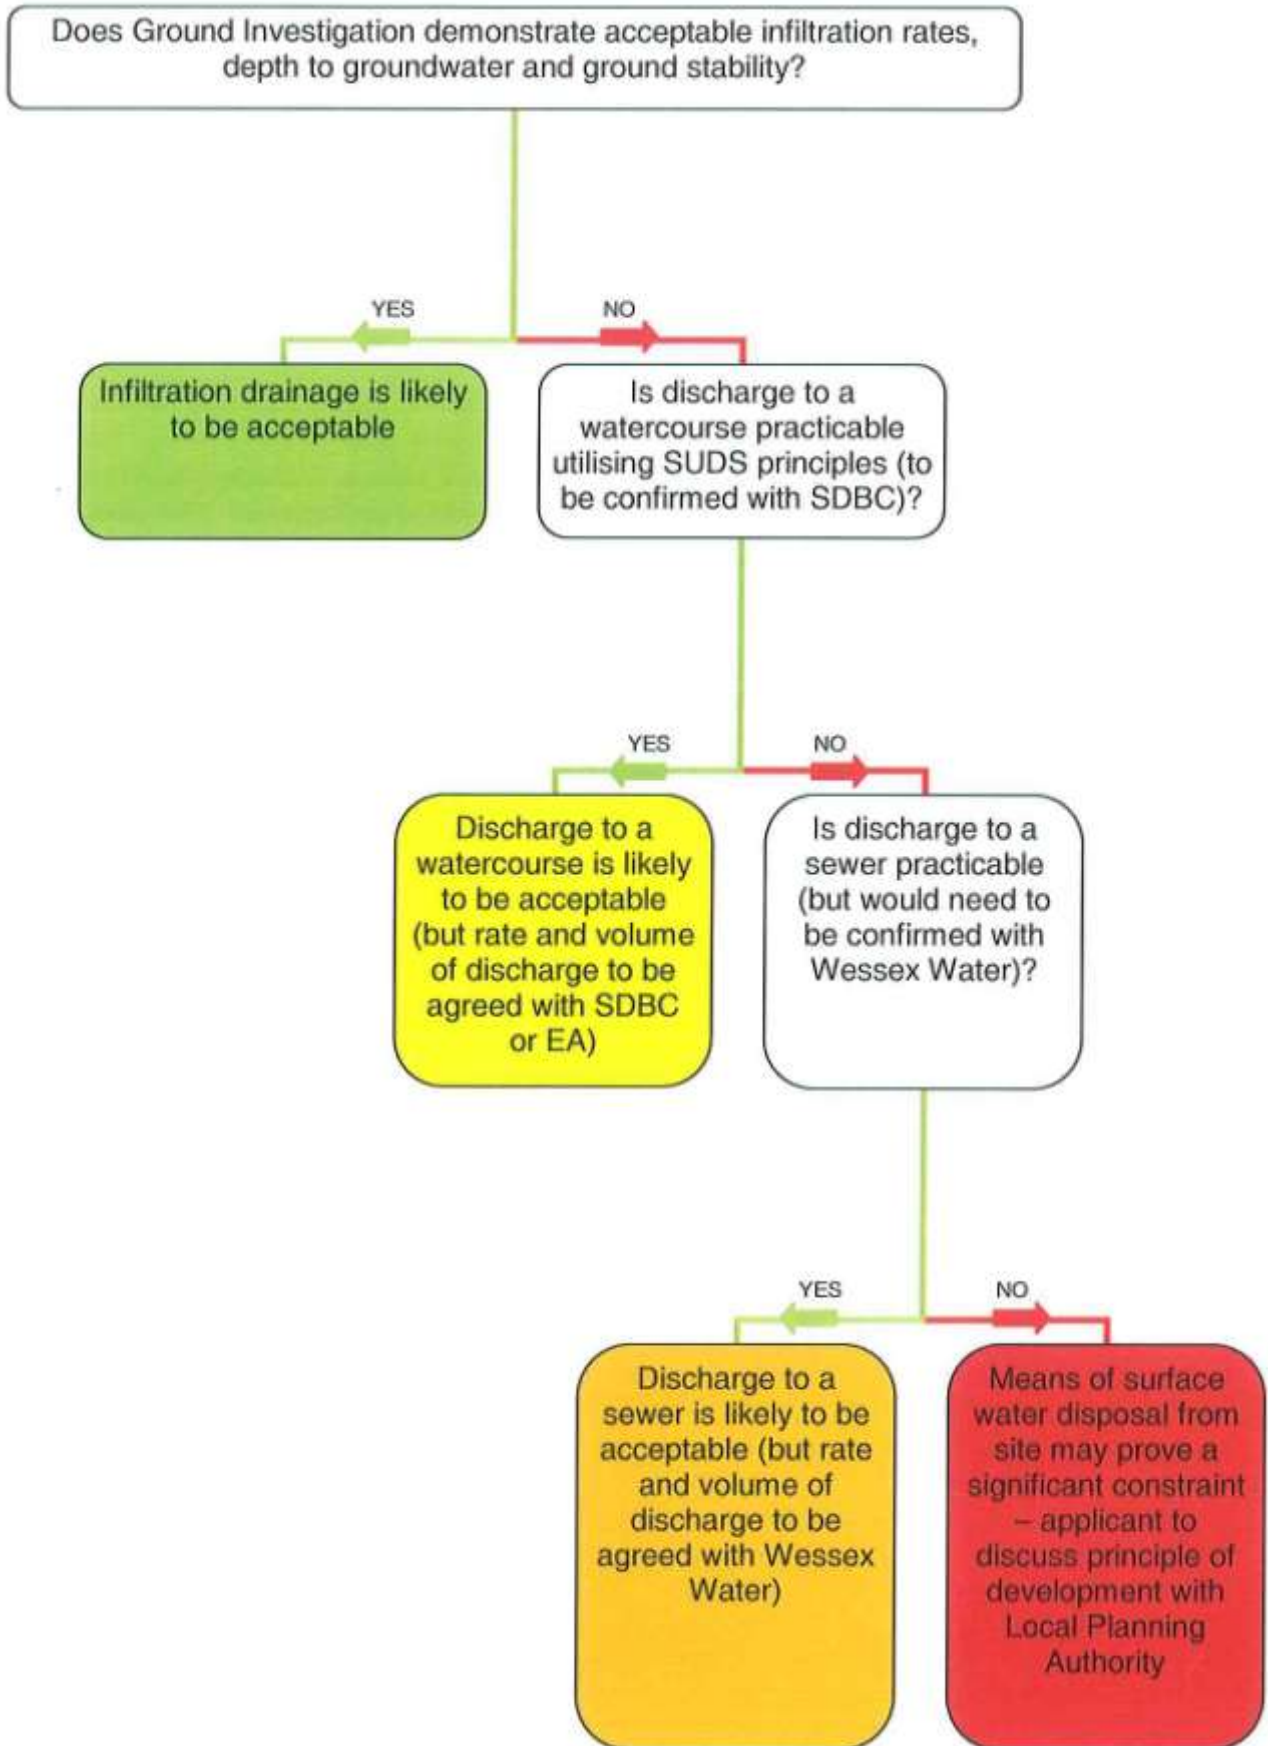 Does Ground Investigation demonstrate acceptable infiltration rates,
depth to groundwater and ground stability?
YES
NO
Infiltration drainage is likely
to be acceptable
Is discharge to a
watercourse practicable
utilising SUDS principles (to
be confirmed with SDBC)?
YES
NO
Discharge to a
watercourse is likely
to be acceptable
(but rate and volume
of discharge to be
agreed with SDBC
or EA)
Is discharge to a
sewer practicable
(but would need to
be confirmed with
Wessex Water)?
YES
NO
Discharge to a
sewer is likely to be
acceptable (but rate
and volume of
discharge to be
agreed with Wessex
Water)
Means of surface
water disposal from
site may prove a
significant constraint
– applicant to
discuss principle of
development with
Local Planning
Authority